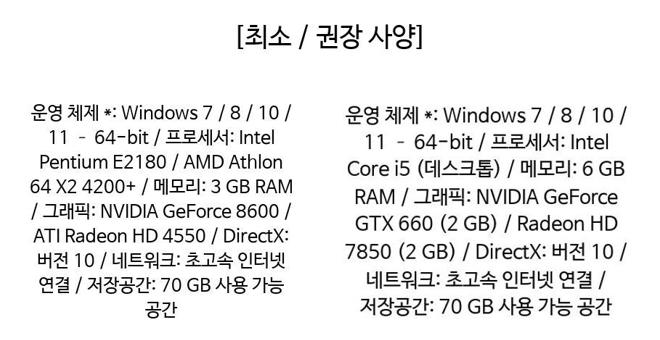 [최소 / 권장 사양]
운영 체제 *: Windows 7 / 8 / 10 /
11 - 64-bit / 프로세서: Intel
Pentium E2180 / AMD Athlon
64 X2 4200+ / 메모리: 3 GB RAM
/ 그래픽: NVIDIA GeForce 8600 /
ATI Radeon HD 4550 / DirectX:
버전 10 / 네트워크: 초고속 인터넷
연결 / 저장공간: 70 GB 사용 가능
공간
운영 체제 *: Windows 7 / 8 / 10 /
11 - 64-bit / 프로세서: Intel
Core i5 (데스크톱) / 메모리: 6 GB
RAM / 그래픽: NVIDIA GeForce
GTX 660 (2 GB) / Radeon HD
7850 (2 GB) / DirectX: 버전 10 /
네트워크: 초고속 인터넷 연결 /
저장공간: 70 GB 사용 가능 공간